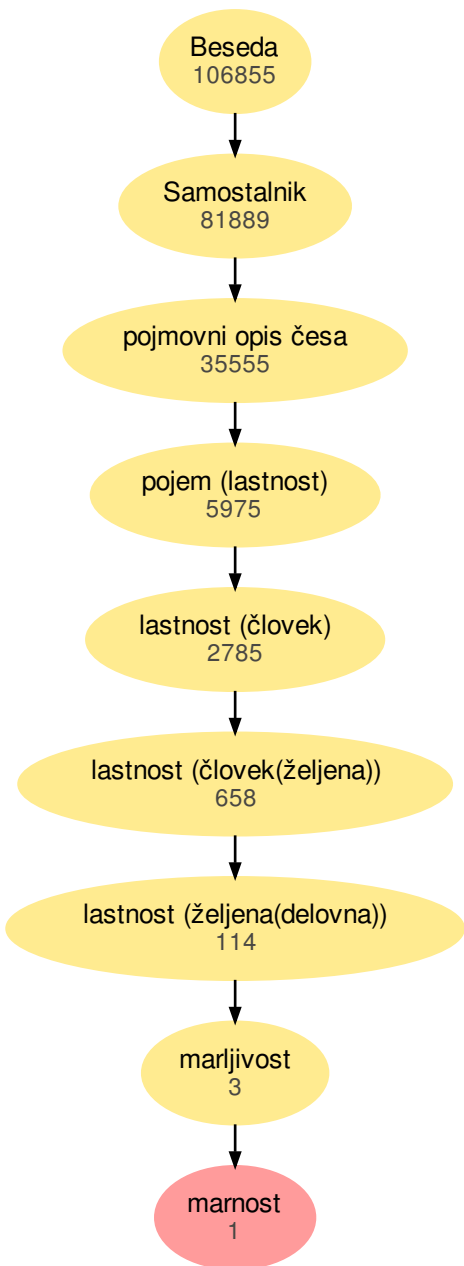 Beseda
106855
Samostalnik
81889
pojmovni opis česa
35555
pojem (lastnost)
5975
lastnost (človek)
2785
lastnost (človek(željena))
658
lastnost (željena(delovna))
114
marljivost
3
marnost
1